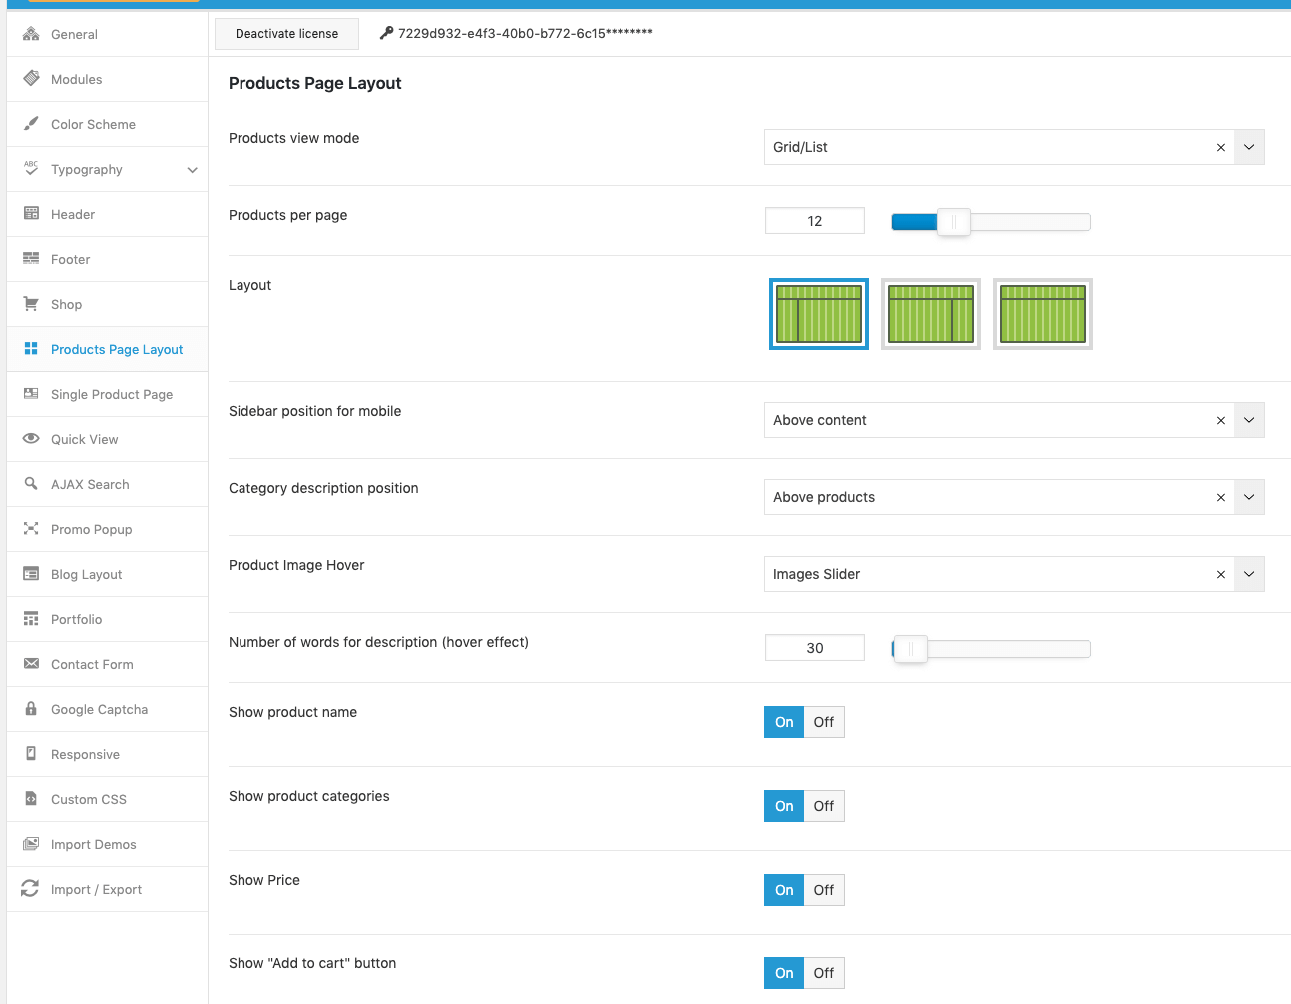 General
Modules
Color Scheme
ABC
Typography
Header
Footer
Shop
Products Page Layout
Single Product Page
Quick View
AJAX Search
Promo Popup
Blog Layout
Portfolio
Contact Form
Google Captcha
Responsive
Custom CSS
Import Demos
Import / Export
Deactivate license
7229d932-e4f3-40b0-b772-6c15********
Products Page Layout
Products view mode
Grid/List
Products per page
12
Layout
Sidebar position for mobile
Above content
Category description position
Above products
Product Image Hover
Images Slider
Number of words for description (hover effect)
30
Show product name
On Off
Show product categories
On Off
Show Price
On Off
Show "Add to cart" button
On Off